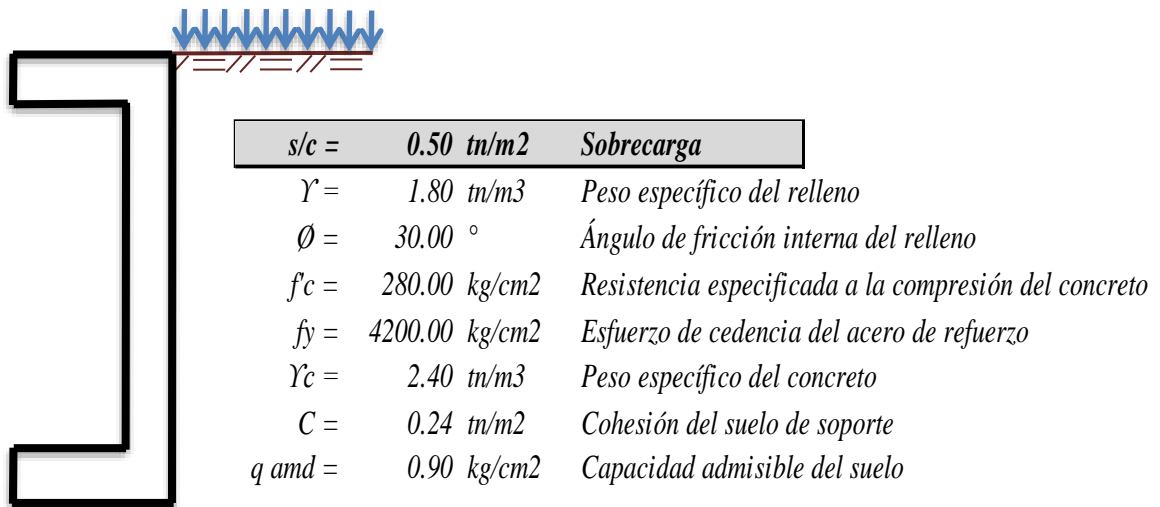 s/c = 0.50 tn/m2 Sobrecarga
ϒ = 1.80 tn/m3 Peso específico del relleno
Ø = 30.00 ° Ángulo de fricción interna del relleno
f'c = 280.00 kg/cm2 Resistencia especificada a la compresión del concreto
fy = 4200.00 kg/cm2 Esfuerzo de cedencia del acero de refuerzo
ϒc = 2.40 tn/m3 Peso específico del concreto
C = 0.24 tn/m2 Cohesión del suelo de soporte
q amd = 0.90 kg/cm2 Capacidad admisible del suelo